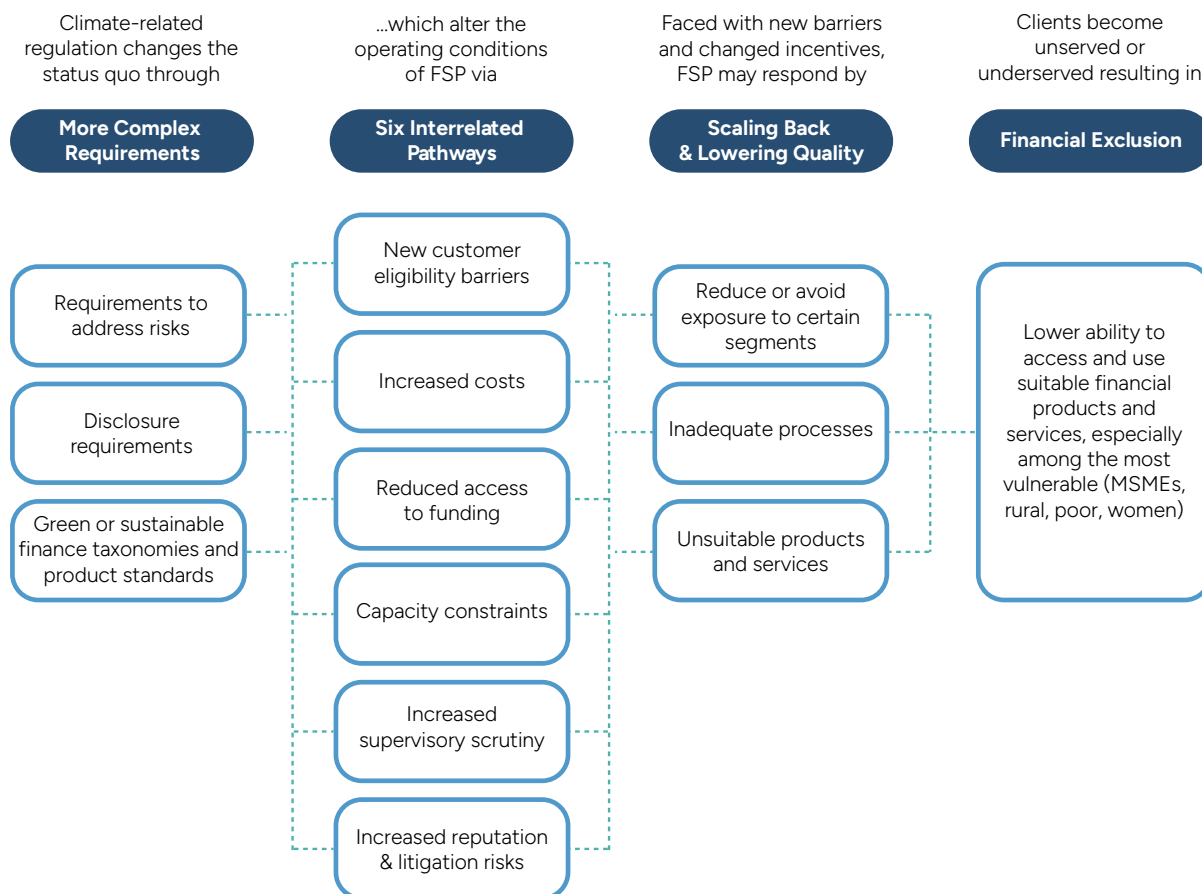 Climate-related
regulation changes the
status quo through
More Complex
Requirements
Requirements to
address risks
Disclosure
requirements
Green or sustainable
finance taxonomies and
product standards
...which alter the
operating conditions
of FSP via
Six Interrelated
Pathways
New customer
eligibility barriers
Increased costs
Reduced access
to funding
Capacity constraints
Increased
supervisory scrutiny
Increased reputation
& litigation risks
Faced with new barriers
and changed incentives,
FSP may respond by
Scaling Back
& Lowering Quality
Reduce or avoid
exposure to certain
segments
Inadequate processes
Unsuitable products
and services
Clients become
unserved or
underserved resulting in
Financial Exclusion
Lower ability to
access and use
suitable financial
products and
services, especially
among the most
vulnerable (MSMEs,
rural, poor, women)